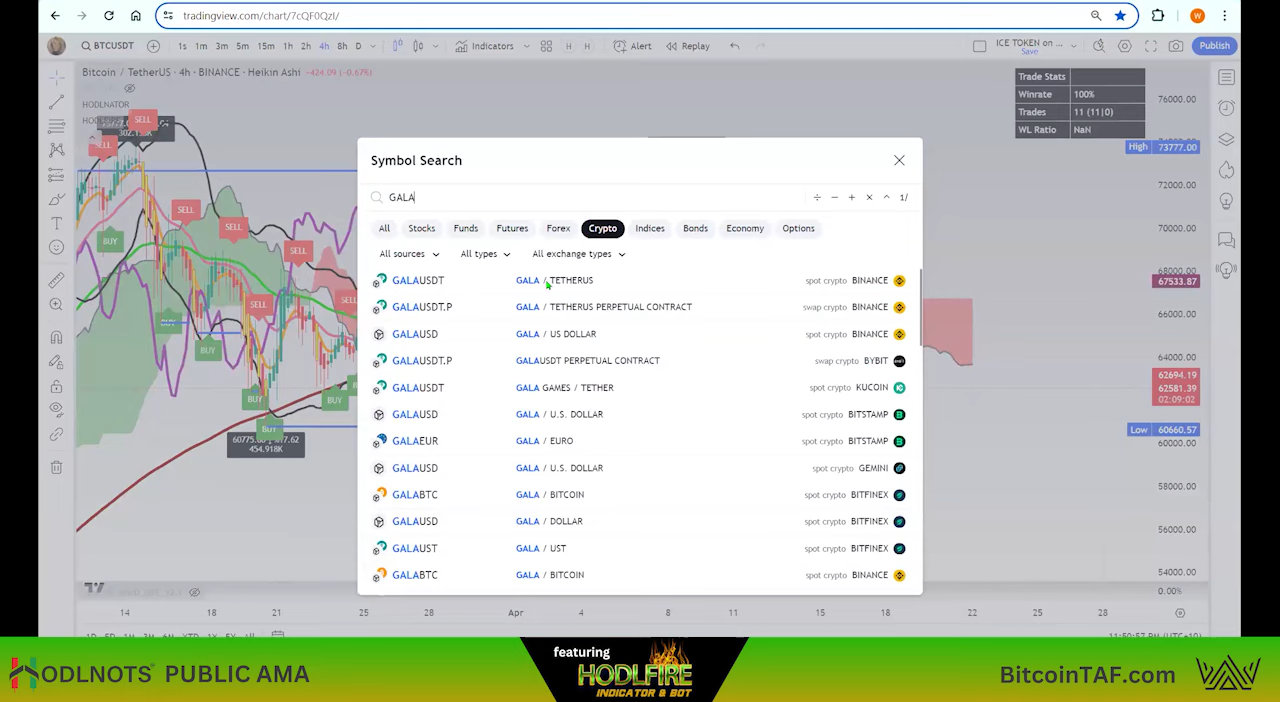 tradingview.com/chart/7cQF0QzI/
W
BTCUSDT 1s 1m 3m 5m 15m 1h 2h 4h 8h D Indicators Alert Replay ICE TOKEN on ... Save Publish
Bitcoin / TetherUS · 4h · BINANCE · Heikin Ashi -424.09 (-0.67%)
HODLNATOR
Trade Stats
Winrate 100%
Trades 11 (11|0)
WL Ratio NaN
76000.00
High 73777.00
72000.00
70000.00
68000.00
67533.87
66000.00
64000.00
62694.19
62581.39
02:09:02
Low 60660.57
60000.00
58000.00
56000.00
54000.00
0.00%
SELL
SELL
SELL
SELL
SELL
BUY
BUY
BUY
BUY
BUY
454.918K
Symbol Search
GALA
1/
All Stocks Funds Futures Forex Crypto Indices Bonds Economy Options
All sources All types All exchange types
GALAUSDT GALA / TETHERUS spot crypto BINANCE
GALAUSDT.P GALA / TETHERUS PERPETUAL CONTRACT swap crypto BINANCE
GALAUSD GALA / US DOLLAR spot crypto BINANCE
GALAUSDT.P GALAUSDT PERPETUAL CONTRACT swap crypto BYBIT
GALAUSDT GALA GAMES / TETHER spot crypto KUCOIN
GALAUSD GALA / U.S. DOLLAR spot crypto BITSTAMP
GALAEUR GALA / EURO spot crypto BITSTAMP
GALAUSD GALA / U.S. DOLLAR spot crypto GEMINI
GALABTC GALA / BITCOIN spot crypto BITFINEX
GALAUSD GALA / DOLLAR spot crypto BITFINEX
GALAUST GALA / UST spot crypto BITFINEX
GALABTC GALA / BITCOIN spot crypto BINANCE
14 18 21 25 28 Apr 4 8 11 15 18 22 25 28
HODLNOTS PUBLIC AMA
featuring
HODLFIRE
INDICATOR & BOT
BitcoinTAF.com